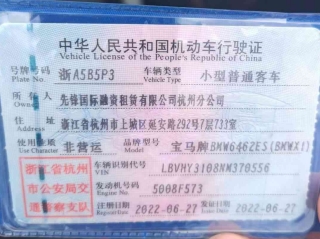 中华人民共和国机动车行驶证
Vehicle License of the People's Republic of China
号牌号码 浙A5B5P3 车辆类型 小型普通客车
Plate No. Vehicle Type
所有人 先锋国际融资租赁有限公司杭州分公司
Owner
住址 浙江省杭州市上城区延安路292号7层733室
Address
使用性质 非营运 品牌型号 宝马牌BMW6462ES(BMWX1)
Use Character Model
浙江省杭州
市公安局交
通警察支队
车辆识别代号 LBVHY3108NM370556
VIN
发动机号码 5008F573
Engine No.
注册日期 2022-06-27 发证日期 2022-06-27
Register Date Issue Date